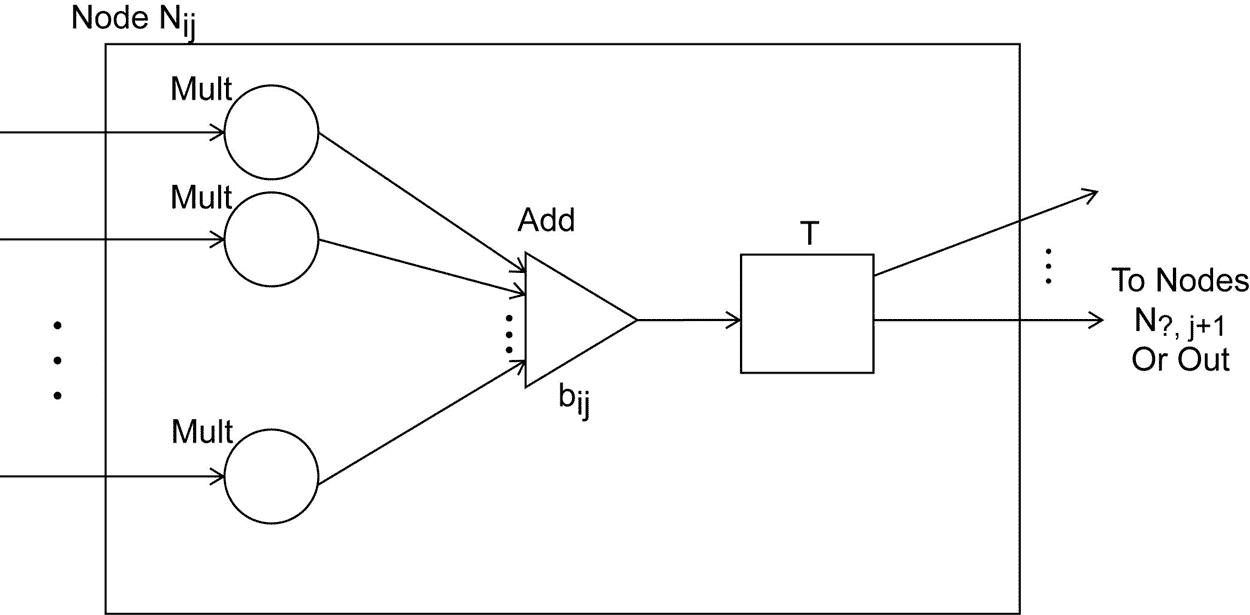 Node Nij
Mult
Mult
Add
T
To Nodes
N?, j+1
Or Out
bij
Mult